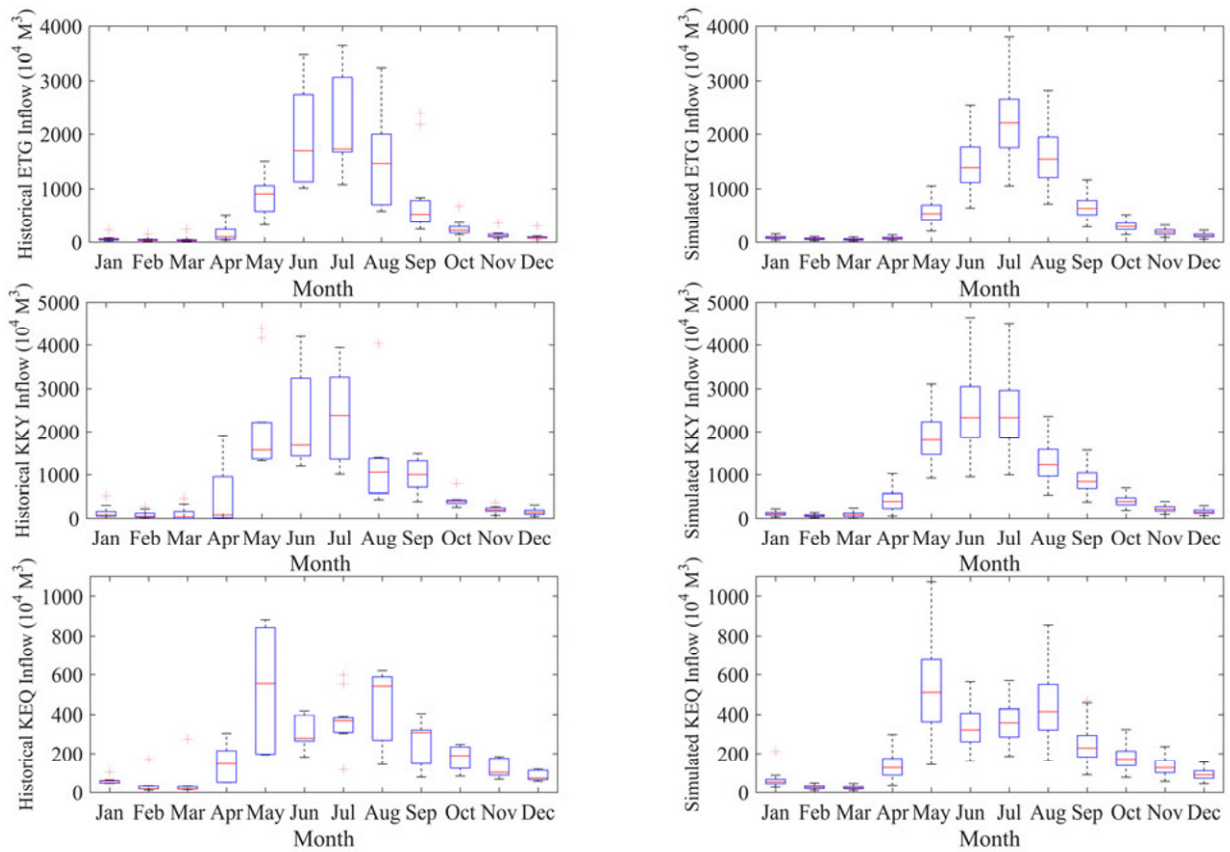 4000
3000
2000
1000
0
Historical ETG Inflow (10⁴ M³)
Jan Feb Mar Apr May Jun Jul Aug Sep Oct Nov Dec
Month
4000
3000
2000
1000
0
Simulated ETG Inflow (10⁴ M³)
Jan Feb Mar Apr May Jun Jul Aug Sep Oct Nov Dec
Month
5000
4000
3000
2000
1000
0
Historical KKY Inflow (10⁴ M³)
Jan Feb Mar Apr May Jun Jul Aug Sep Oct Nov Dec
Month
5000
4000
3000
2000
1000
0
Simulated KKY Inflow (10⁴ M³)
Jan Feb Mar Apr May Jun Jul Aug Sep Oct Nov Dec
Month
1000
800
600
400
200
0
Historical KEQ Inflow (10⁴ M³)
Jan Feb Mar Apr May Jun Jul Aug Sep Oct Nov Dec
Month
1000
800
600
400
200
0
Simulated KEQ Inflow (10⁴ M³)
Jan Feb Mar Apr May Jun Jul Aug Sep Oct Nov Dec
Month